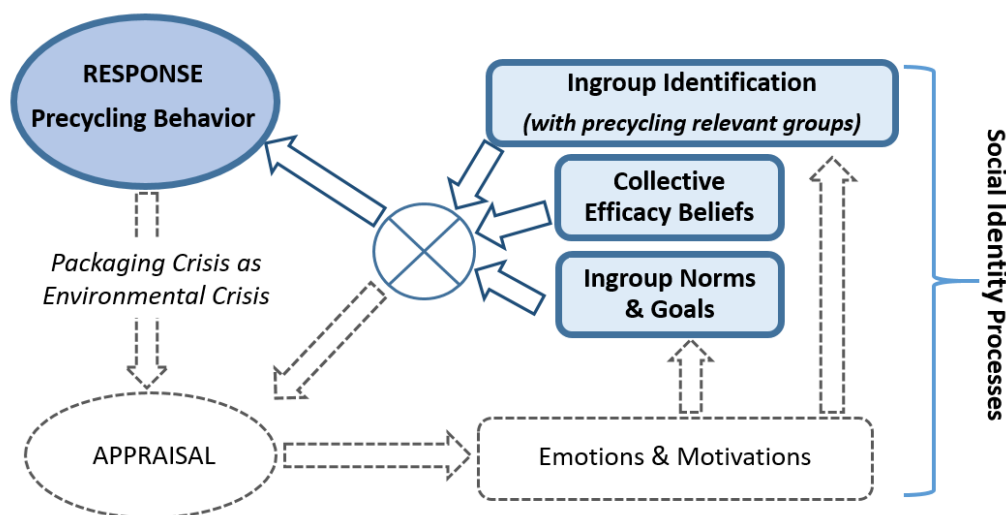 RESPONSE
Precycling Behavior
Ingroup Identification
(with precycling relevant groups)
Collective
Efficacy Beliefs
Ingroup Norms
& Goals
Packaging Crisis as
Environmental Crisis
APPRAISAL
Emotions & Motivations
Social Identity Processes